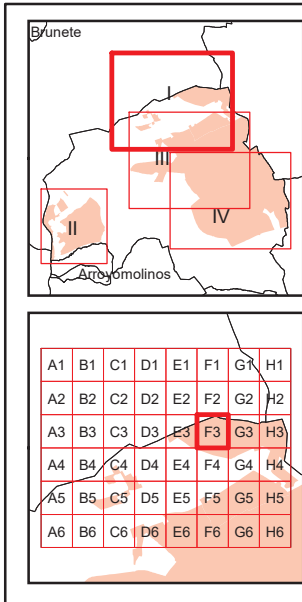 Brunete
I
III
II
IV
Arroyomolinos
A1 B1 C1 D1 E1 F1 G1 H1
A2 B2 C2 D2 E2 F2 G2 H2
A3 B3 C3 D3 E3 F3 G3 H3
A4 B4 C4 D4 E4 F4 G4 H4
A5 B5 C5 D5 E5 F5 G5 H5
A6 B6 C6 D6 E6 F6 G6 H6